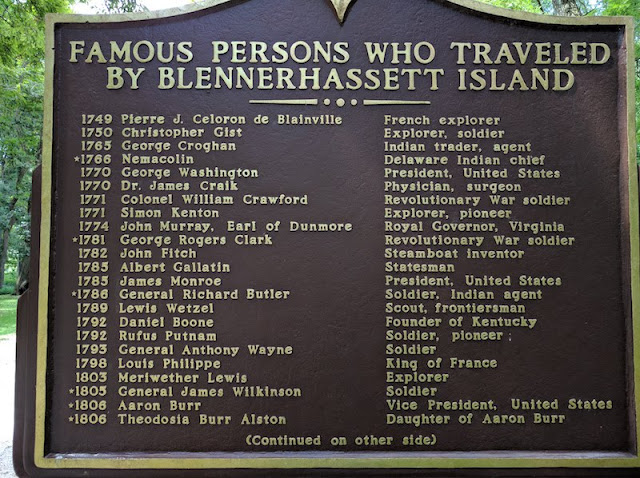 FAMOUS PERSONS WHO TRAVELED
BY BLENNERHASSETT ISLAND
1749 Pierre J. Celoron de Blainville French explorer
1750 Christopher Gist Explorer, soldier
1765 George Croghan Indian trader, agent
*1766 Nemacolin Delaware Indian chief
1770 George Washington President, United States
1770 Dr. James Craik Physician, surgeon
1771 Colonel William Crawford Revolutionary War soldier
1771 Simon Kenton Explorer, pioneer
1774 John Murray, Earl of Dunmore Royal Governor, Virginia
*1781 George Rogers Clark Revolutionary War soldier
1782 John Fitch Steamboat inventor
1785 Albert Gallatin Statesman
1785 James Monroe President, United States
*1786 General Richard Butler Soldier, Indian agent
1789 Lewis Wetzel Scout, frontiersman
1792 Daniel Boone Founder of Kentucky
1792 Rufus Putnam Soldier, pioneer
1793 General Anthony Wayne Soldier
1798 Louis Philippe King of France
1803 Meriwether Lewis Explorer
*1805 General James Wilkinson Soldier
*1806 Aaron Burr Vice President, United States
*1806 Theodosia Burr Alston Daughter of Aaron Burr
(Continued on other side)